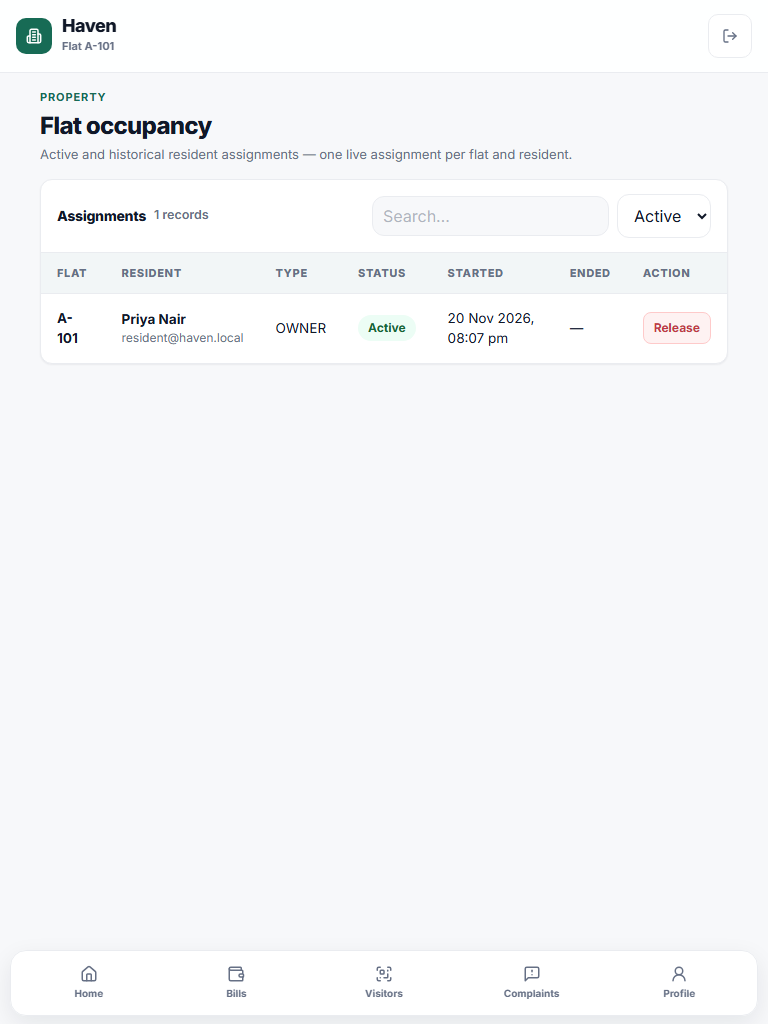 Haven
Flat A-101
PROPERTY
Flat occupancy
Active and historical resident assignments — one live assignment per flat and resident.
Assignments 1 records
Search...
Active
FLAT RESIDENT TYPE STATUS STARTED ENDED ACTION
A-101
Priya Nair
resident@haven.local
OWNER
Active
20 Nov 2026,
08:07 pm
—
Release
Home Bills Visitors Complaints Profile